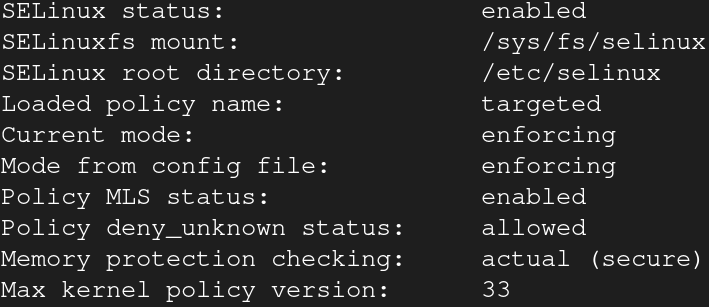 SELinux status:                 enabled
SELinuxfs mount:                /sys/fs/selinux
SELinux root directory:         /etc/selinux
Loaded policy name:             targeted
Current mode:                   enforcing
Mode from config file:          enforcing
Policy MLS status:              enabled
Policy deny_unknown status:     allowed
Memory protection checking:     actual (secure)
Max kernel policy version:      33